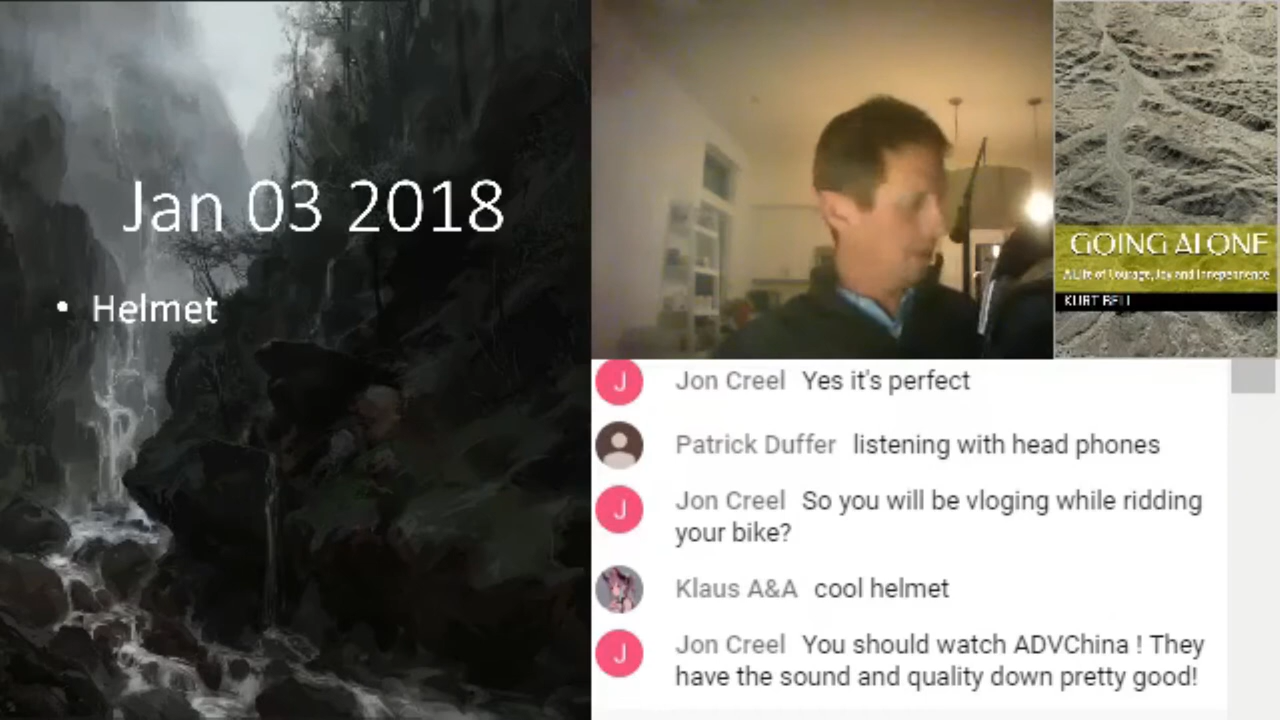 Jan 03 2018
• Helmet
GOING ALONE
A Life of Courage, Joy and Independence
KURT BELL
J Jon Creel Yes it's perfect
Patrick Duffer listening with head phones
J Jon Creel So you will be vloging while ridding
your bike?
Klaus A&A cool helmet
J Jon Creel You should watch ADVChina ! They
have the sound and quality down pretty good!